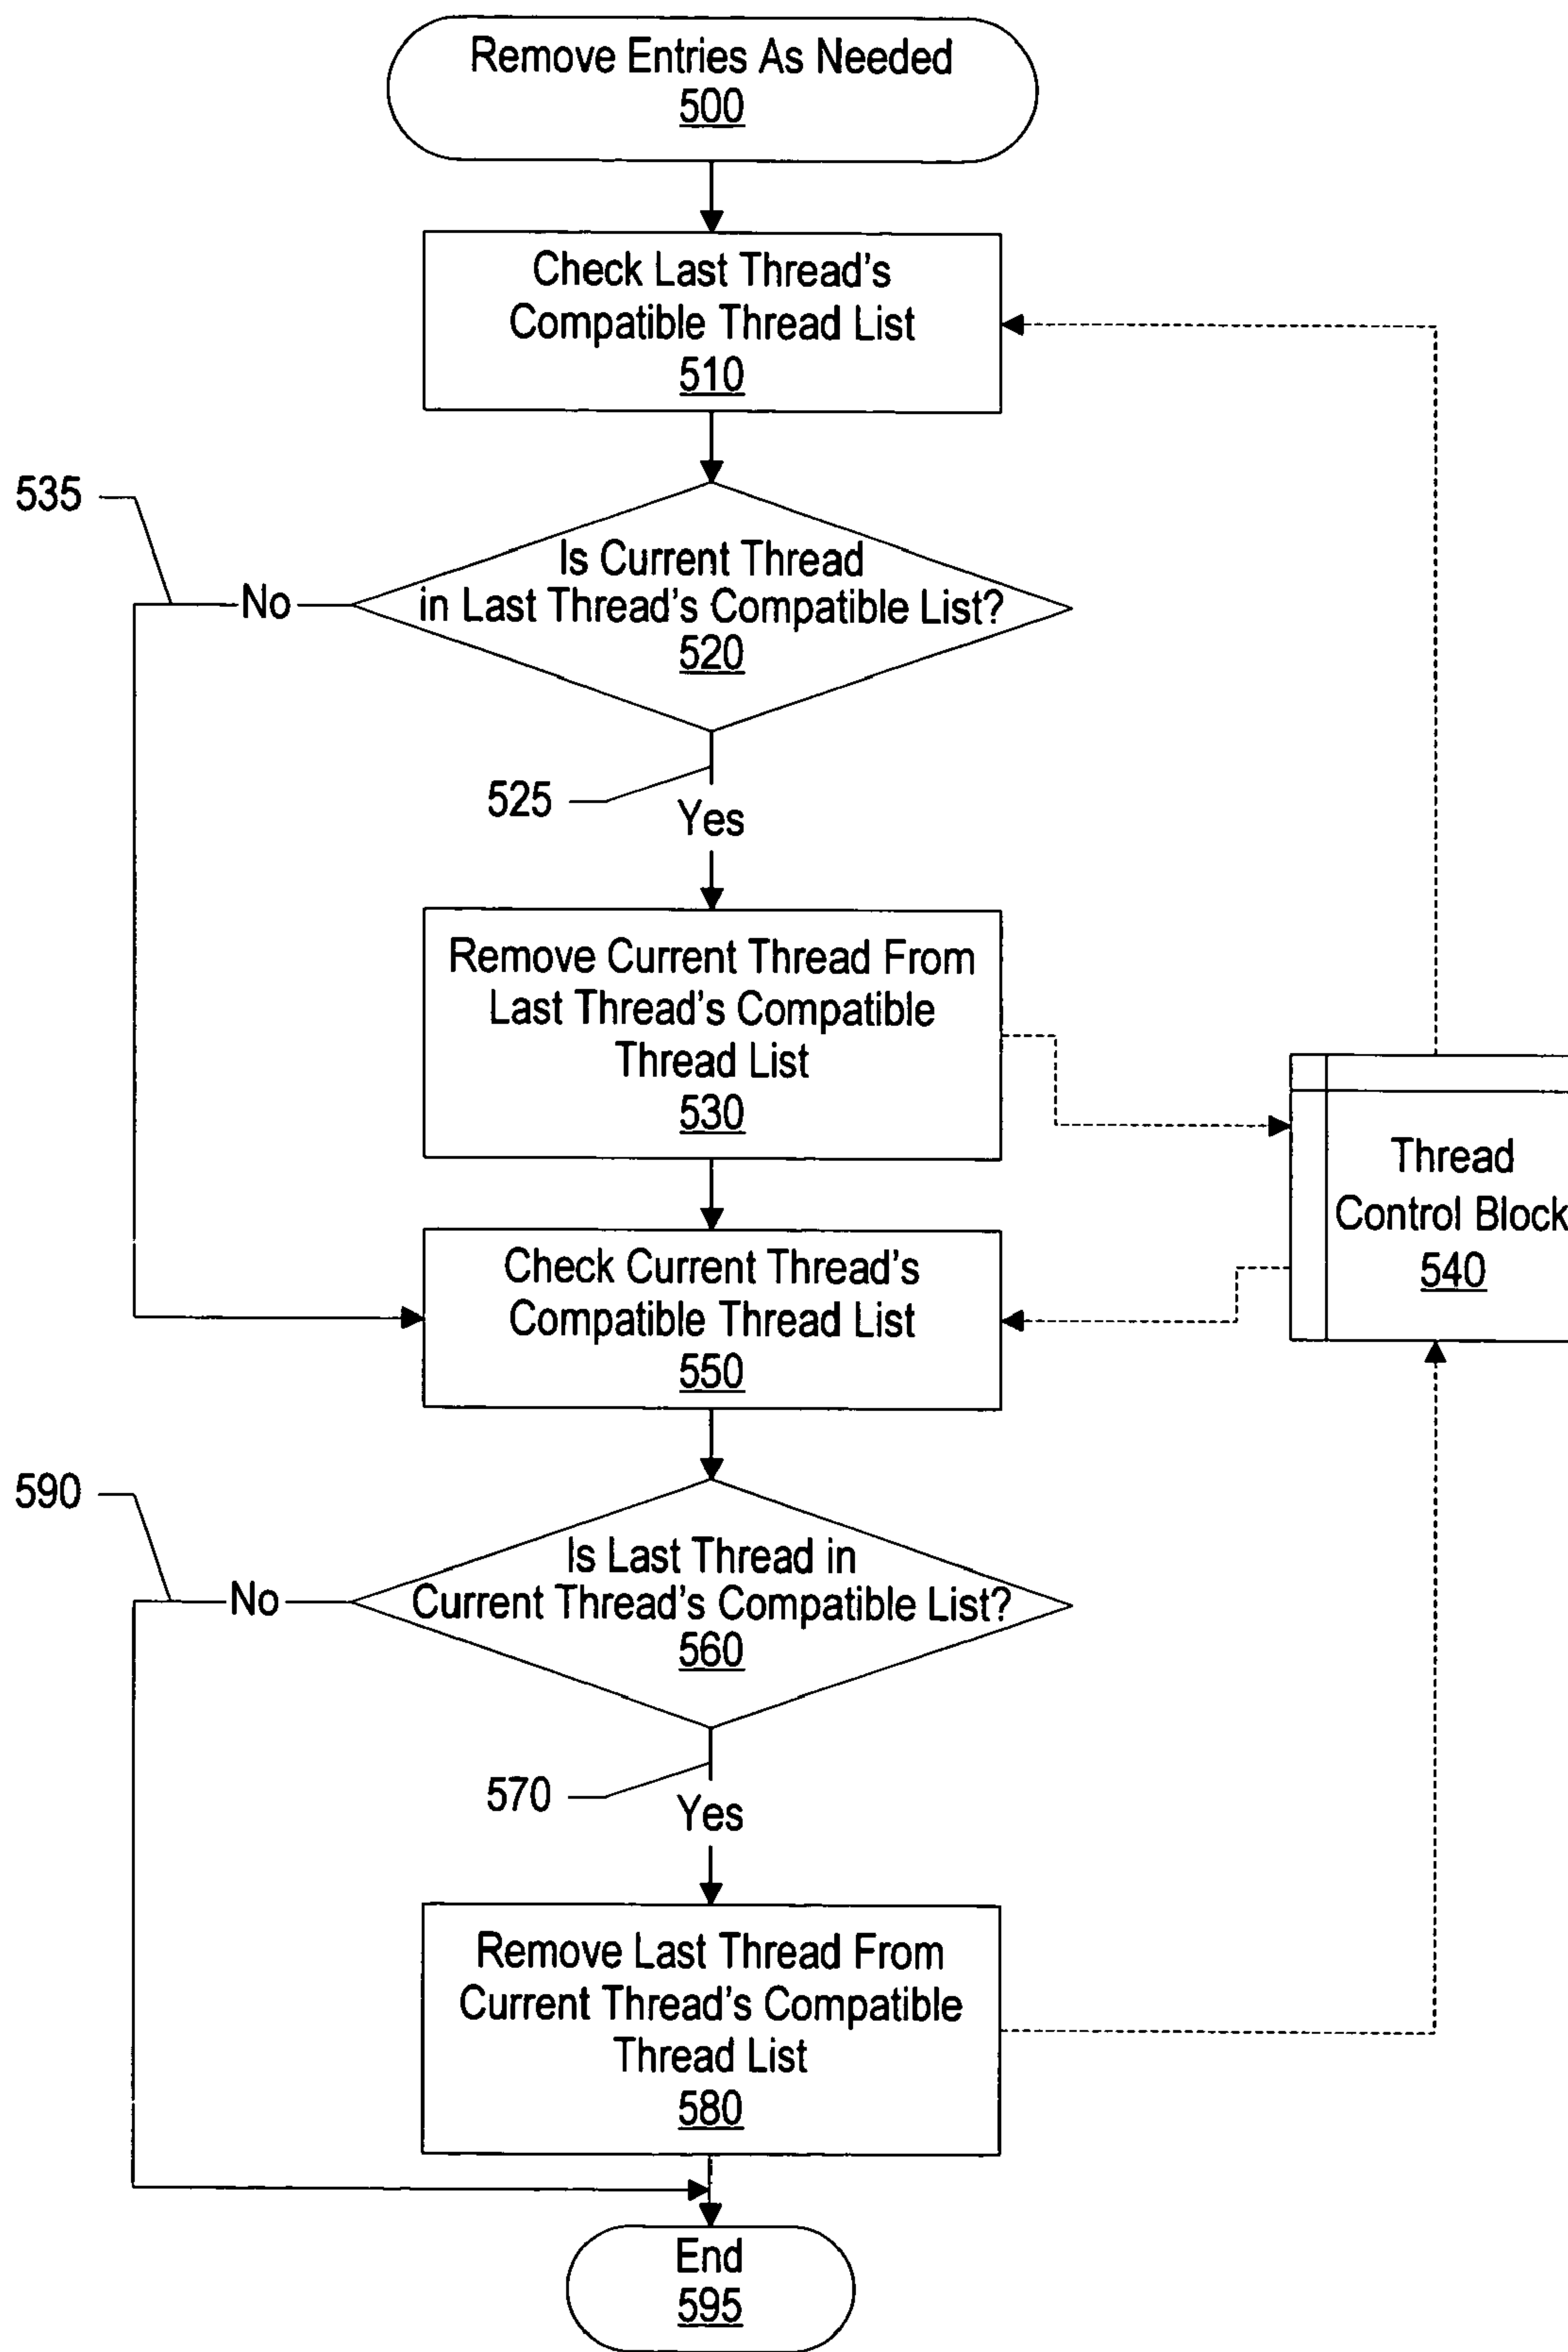 Remove Entries As Needed
500
Check Last Thread's
Compatible Thread List
510
535
Is Current Thread
in Last Thread's Compatible List?
520
No
525
Yes
Remove Current Thread From
Last Thread's Compatible
Thread List
530
Thread
Control Block
540
Check Current Thread's
Compatible Thread List
550
590
Is Last Thread in
Current Thread's Compatible List?
560
No
570
Yes
Remove Last Thread From
Current Thread's Compatible
Thread List
580
End
595